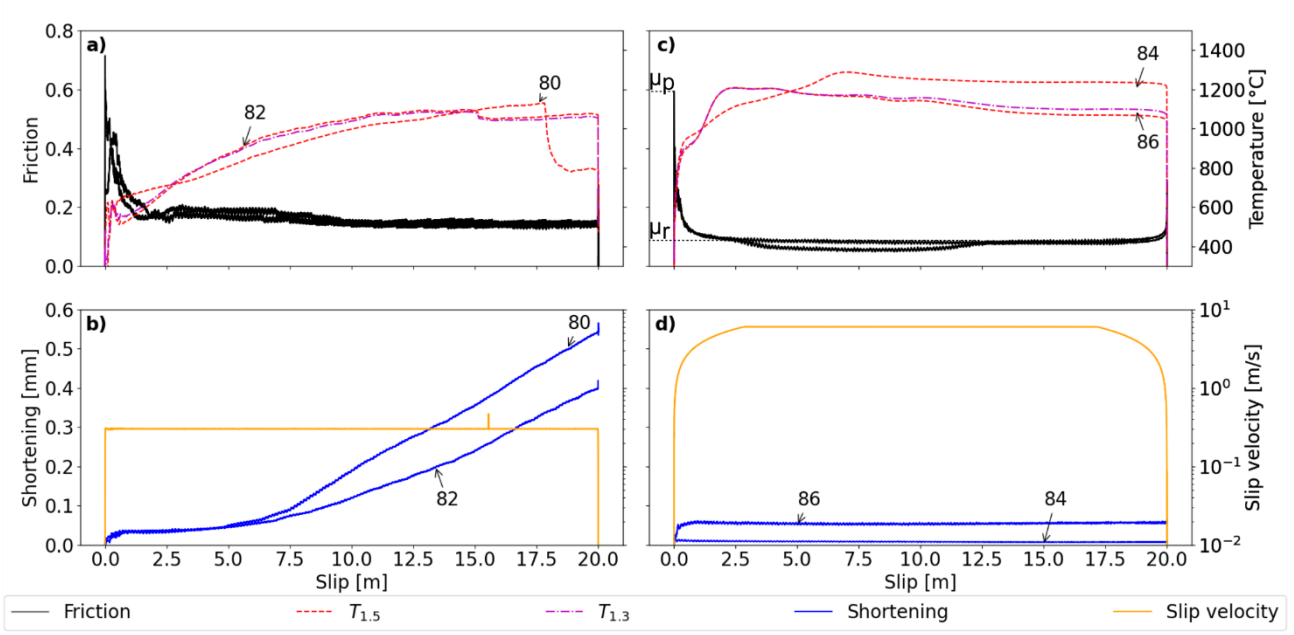 a)
0.8
0.6
0.4
0.2
0.0
Friction
82
80
c)
μp
μr
84
86
1400
1200
1000
800
600
400
Temperature [°C]
b)
0.6
0.5
0.4
0.3
0.2
0.1
0.0
Shortening [mm]
80
82
0.0 2.5 5.0 7.5 10.0 12.5 15.0 17.5 20.0
Slip [m]
d)
86
84
10¹
10⁰
10⁻¹
10⁻²
Slip velocity [m/s]
0.0 2.5 5.0 7.5 10.0 12.5 15.0 17.5 20.0
Slip [m]
Friction T1.5 T1.3 Shortening Slip velocity